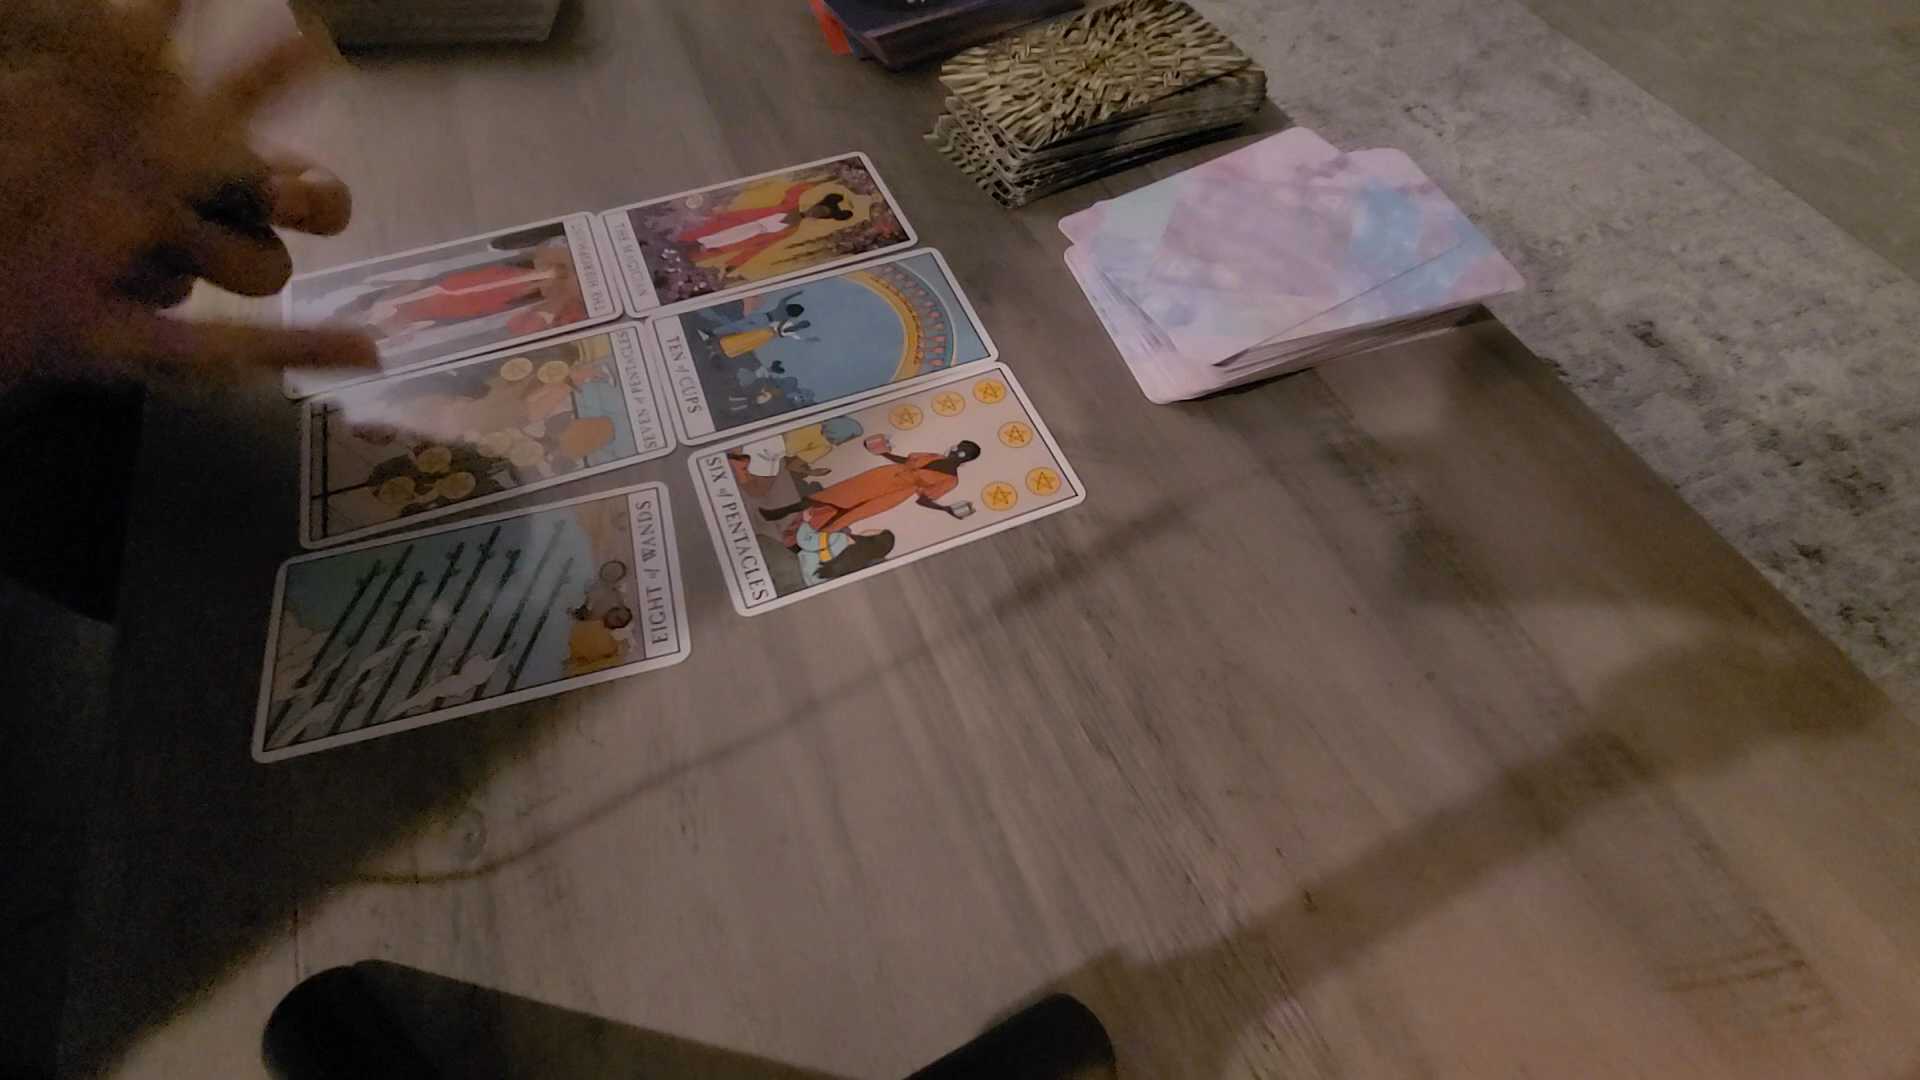 THE HIEROPHANT
THE MAGICIAN
SEVEN of PENTACLES
TEN of CUPS
EIGHT of WANDS
SIX of PENTACLES